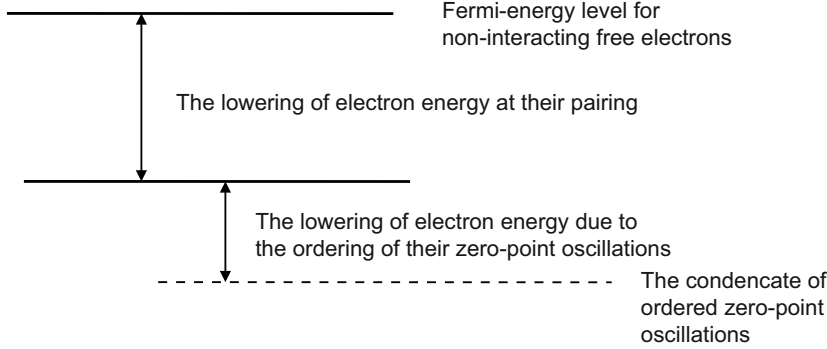 Fermi-energy level for
non-interacting free electrons
The lowering of electron energy at their pairing
The lowering of electron energy due to
the ordering of their zero-point oscillations
The condencate of
ordered zero-point
oscillations